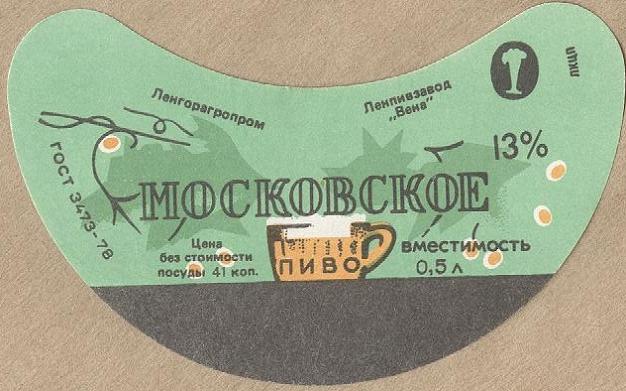 Ленгорагропром
Ленпивзавод
„Вена"
ЛКЦП
13%
ГОСТ 3473-78
МОСКОВСКОЕ
Цена
без стоимости
посуды 41 коп.
ПИВО
вместимость
0,5 л